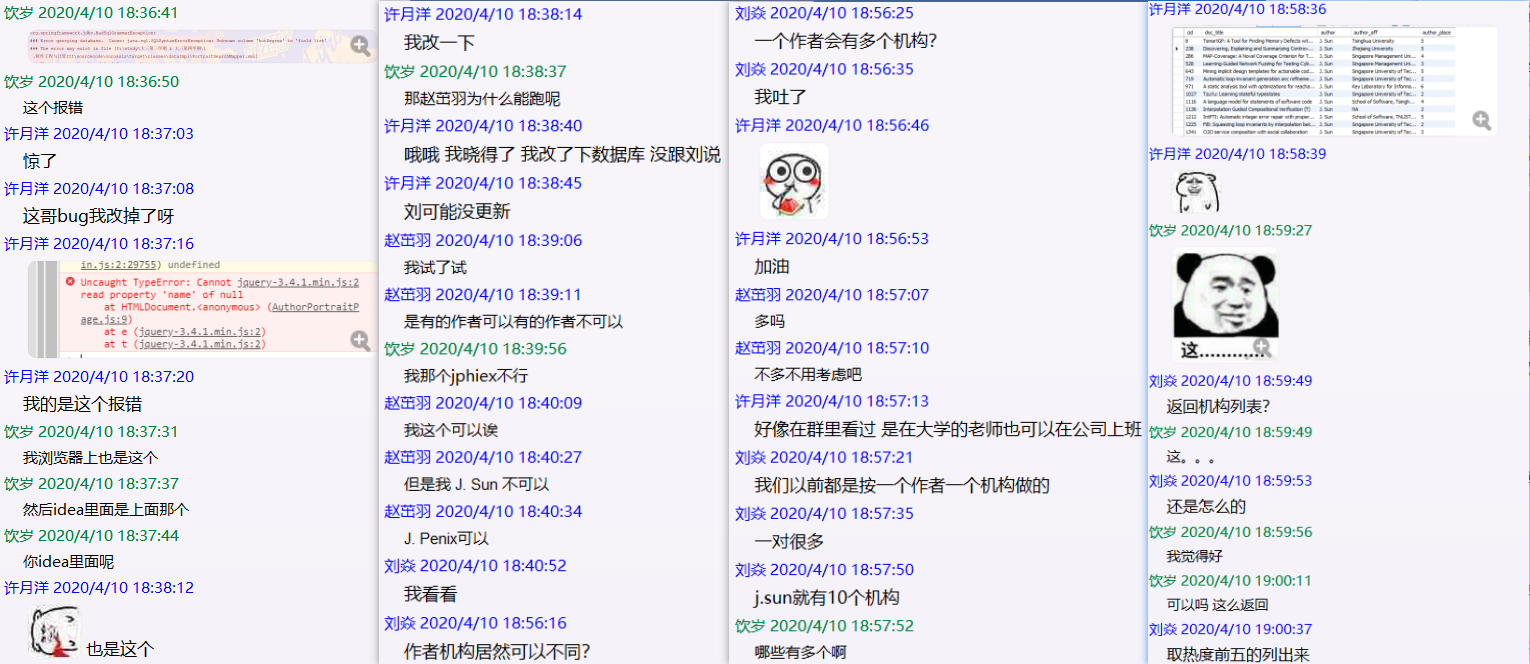 饮岁 2020/4/10 18:36:41
org.springframework.jdbc.BadSqlGrammarException:
### Error querying database. Cause: java.sql.SQLSyntaxErrorException: Unknown column 'hotdegree' in 'field list'
饮岁 2020/4/10 18:36:50
这个报错
许月洋 2020/4/10 18:37:03
惊了
许月洋 2020/4/10 18:37:08
这哥bug我改掉了呀
许月洋 2020/4/10 18:37:16
in.js:2:29755) undefined
Uncaught TypeError: Cannot jquery-3.4.1.min.js:2
read property 'name' of null
at HTMLDocument.<anonymous> (AuthorPortraitP
age.js:9)
at e (jquery-3.4.1.min.js:2)
at t (jquery-3.4.1.min.js:2)
许月洋 2020/4/10 18:37:20
我的是这个报错
饮岁 2020/4/10 18:37:31
我浏览器上也是这个
饮岁 2020/4/10 18:37:37
然后idea里面是上面那个
饮岁 2020/4/10 18:37:44
你idea里面呢
许月洋 2020/4/10 18:38:12
也是这个
许月洋 2020/4/10 18:38:14
我改一下
饮岁 2020/4/10 18:38:37
那赵茁羽为什么能跑呢
许月洋 2020/4/10 18:38:40
哦哦 我晓得了 我改了下数据库 没跟刘说
许月洋 2020/4/10 18:38:45
刘可能没更新
赵茁羽 2020/4/10 18:39:06
我试了试
赵茁羽 2020/4/10 18:39:11
是有的作者可以有的作者不可以
饮岁 2020/4/10 18:39:56
我那个jphiex不行
赵茁羽 2020/4/10 18:40:09
我这个可以诶
赵茁羽 2020/4/10 18:40:27
但是我 J. Sun 不可以
赵茁羽 2020/4/10 18:40:34
J. Penix可以
刘焱 2020/4/10 18:40:52
我看看
刘焱 2020/4/10 18:56:16
作者机构居然可以不同?
刘焱 2020/4/10 18:56:25
一个作者会有多个机构?
刘焱 2020/4/10 18:56:35
我吐了
许月洋 2020/4/10 18:56:46
许月洋 2020/4/10 18:56:53
加油
赵茁羽 2020/4/10 18:57:07
多吗
赵茁羽 2020/4/10 18:57:10
不多不用考虑吧
许月洋 2020/4/10 18:57:13
好像在群里看过 是在大学的老师也可以在公司上班
刘焱 2020/4/10 18:57:21
我们以前都是按一个作者一个机构做的
刘焱 2020/4/10 18:57:35
一对很多
刘焱 2020/4/10 18:57:50
j.sun就有10个机构
饮岁 2020/4/10 18:57:52
哪些有多个啊
许月洋 2020/4/10 18:58:36
id doc_title author author_aff author_place
许月洋 2020/4/10 18:58:39
饮岁 2020/4/10 18:59:27
这............
刘焱 2020/4/10 18:59:49
返回机构列表?
饮岁 2020/4/10 18:59:49
这。。。
刘焱 2020/4/10 18:59:53
还是怎么的
饮岁 2020/4/10 18:59:56
我觉得好
饮岁 2020/4/10 19:00:11
可以吗 这么返回
刘焱 2020/4/10 19:00:37
取热度前五的列出来